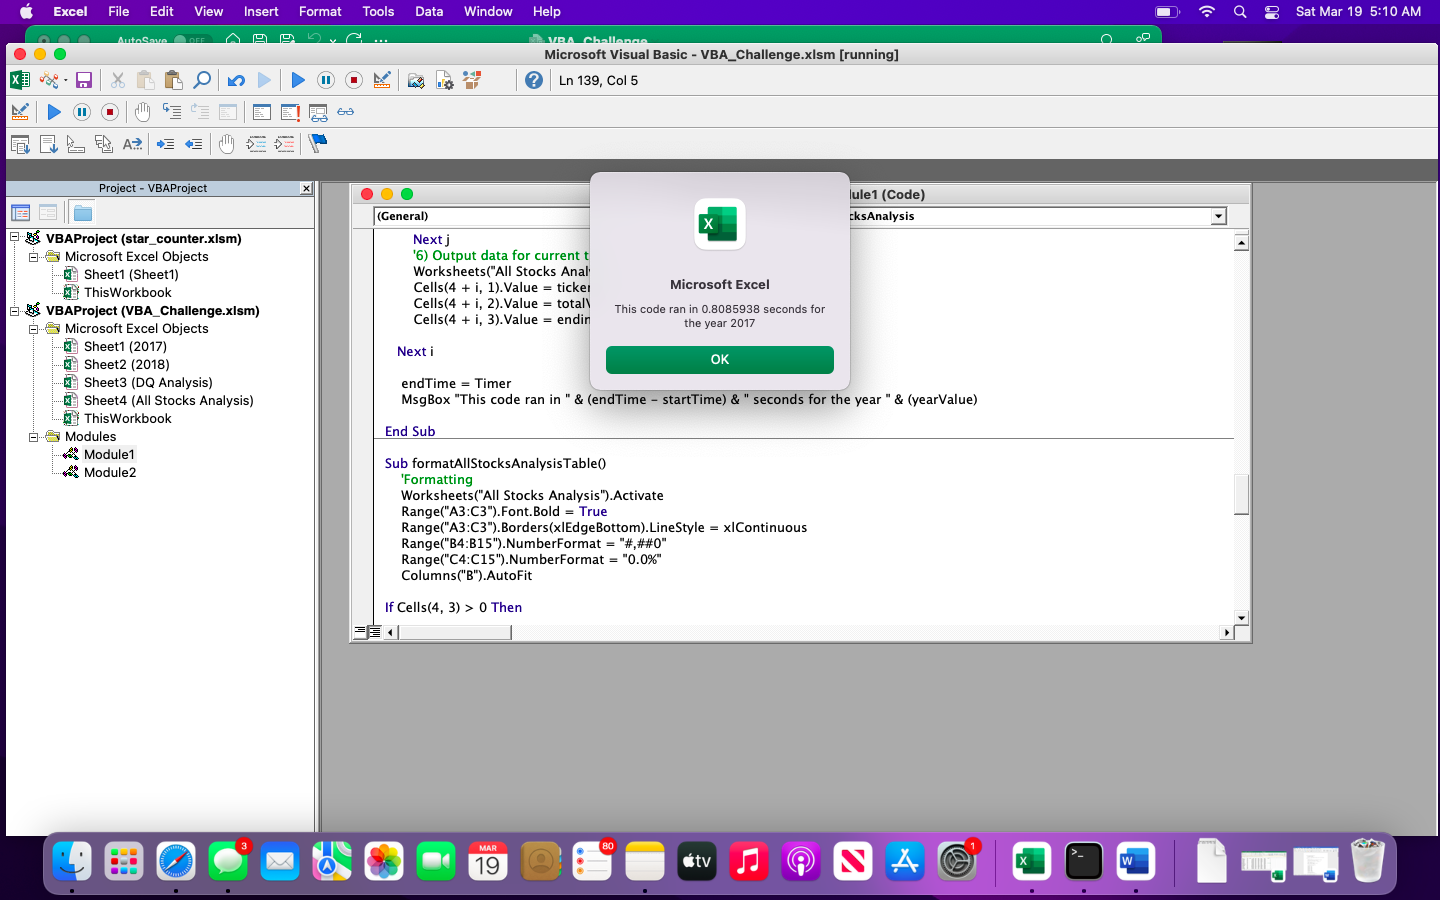 Excel File Edit View Insert Format Tools Data Window Help Sat Mar 19 5:10 AM
AutoSave OFF VBA_Challenge
Microsoft Visual Basic - VBA_Challenge.xlsm [running]
Ln 139, Col 5
Project - VBAProject
VBAProject (star_counter.xlsm)
Microsoft Excel Objects
Sheet1 (Sheet1)
ThisWorkbook
VBAProject (VBA_Challenge.xlsm)
Microsoft Excel Objects
Sheet1 (2017)
Sheet2 (2018)
Sheet3 (DQ Analysis)
Sheet4 (All Stocks Analysis)
ThisWorkbook
Modules
Module1
Module2
ule1 (Code)
(General) cksAnalysis
Next j
'6) Output data for current t
Worksheets("All Stocks Anal
Cells(4 + i, 1).Value = ticker
Cells(4 + i, 2).Value = totalV
Cells(4 + i, 3).Value = endin
Next i
endTime = Timer
MsgBox "This code ran in " & (endTime - startTime) & " seconds for the year " & (yearValue)
End Sub
Sub formatAllStocksAnalysisTable()
'Formatting
Worksheets("All Stocks Analysis").Activate
Range("A3:C3").Font.Bold = True
Range("A3:C3").Borders(xlEdgeBottom).LineStyle = xlContinuous
Range("B4:B15").NumberFormat = "#,##0"
Range("C4:C15").NumberFormat = "0.0%"
Columns("B").AutoFit
If Cells(4, 3) > 0 Then
Microsoft Excel
This code ran in 0.8085938 seconds for
the year 2017
OK
3
MAR
19
80
tv
1